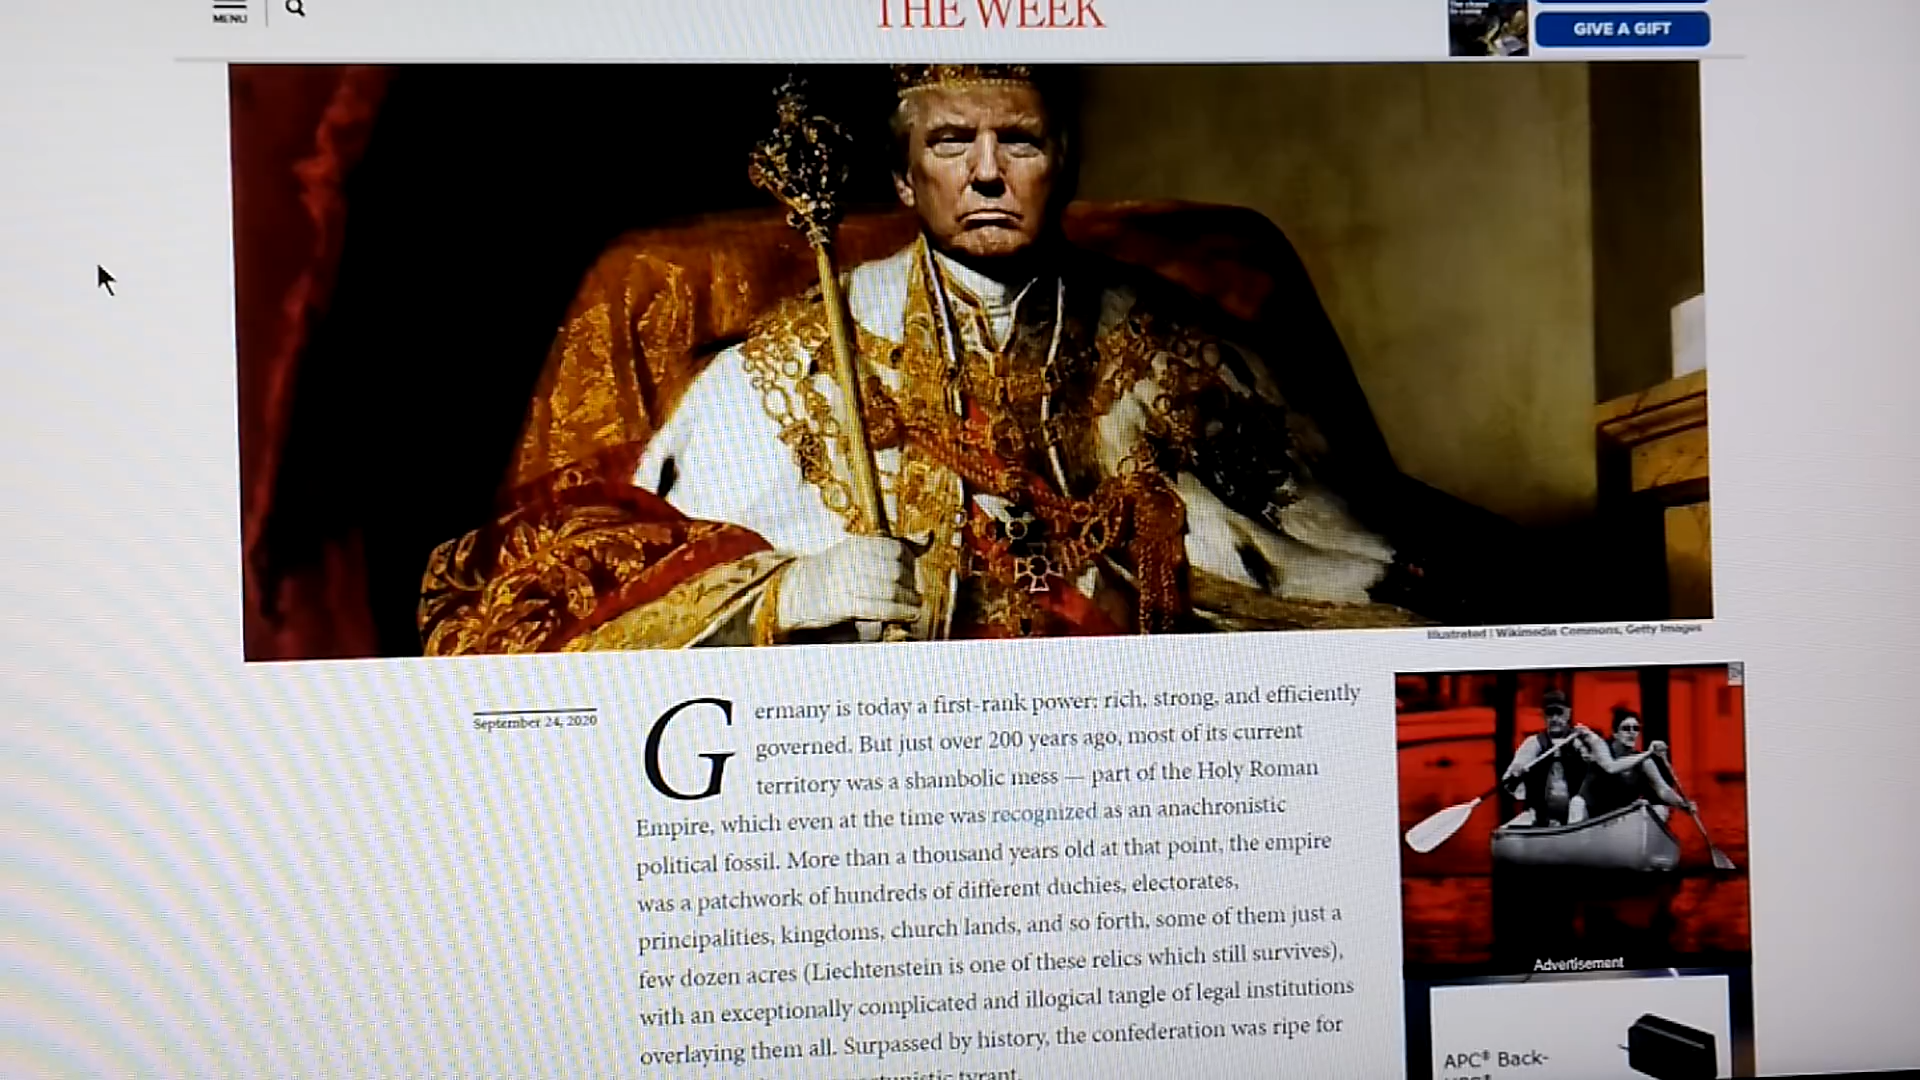 MENU
THE WEEK
GIVE A GIFT
Illustrated | Wikimedia Commons, Getty Images
September 24, 2020
Germany is today a first-rank power: rich, strong, and efficiently
governed. But just over 200 years ago, most of its current
territory was a shambolic mess — part of the Holy Roman
Empire, which even at the time was recognized as an anachronistic
political fossil. More than a thousand years old at that point, the empire
was a patchwork of hundreds of different duchies, electorates,
principalities, kingdoms, church lands, and so forth, some of them just a
few dozen acres (Liechtenstein is one of these relics which still survives),
with an exceptionally complicated and illogical tangle of legal institutions
overlaying them all. Surpassed by history, the confederation was ripe for
tyrant.
Advertisement
APC® Back-